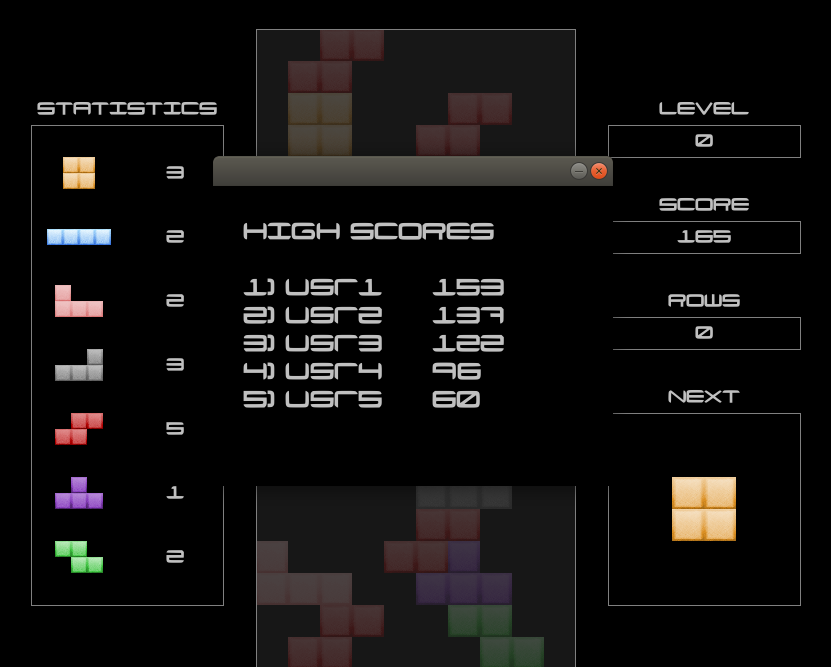 STATISTICS
3
2
2
3
5
1
2
HIGH SCORES
1) usr1 153
2) usr2 137
3) usr3 122
4) usr4 96
5) usr5 60
LEVEL
0
SCORE
165
ROWS
0
NEXT